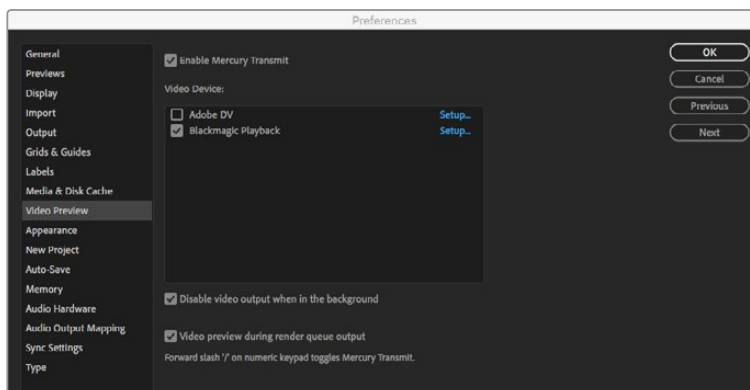 Preferences
General
Previews
Display
Import
Output
Grids & Guides
Labels
Media & Disk Cache
Video Preview
Appearance
New Project
Auto-Save
Memory
Audio Hardware
Audio Output Mapping
Sync Settings
Type
Enable Mercury Transmit
Video Device:
Adobe DV Setup...
Blackmagic Playback Setup...
Disable video output when in the background
Video preview during render queue output
Forward slash '/' on numeric keypad toggles Mercury Transmit.
OK
Cancel
Previous
Next